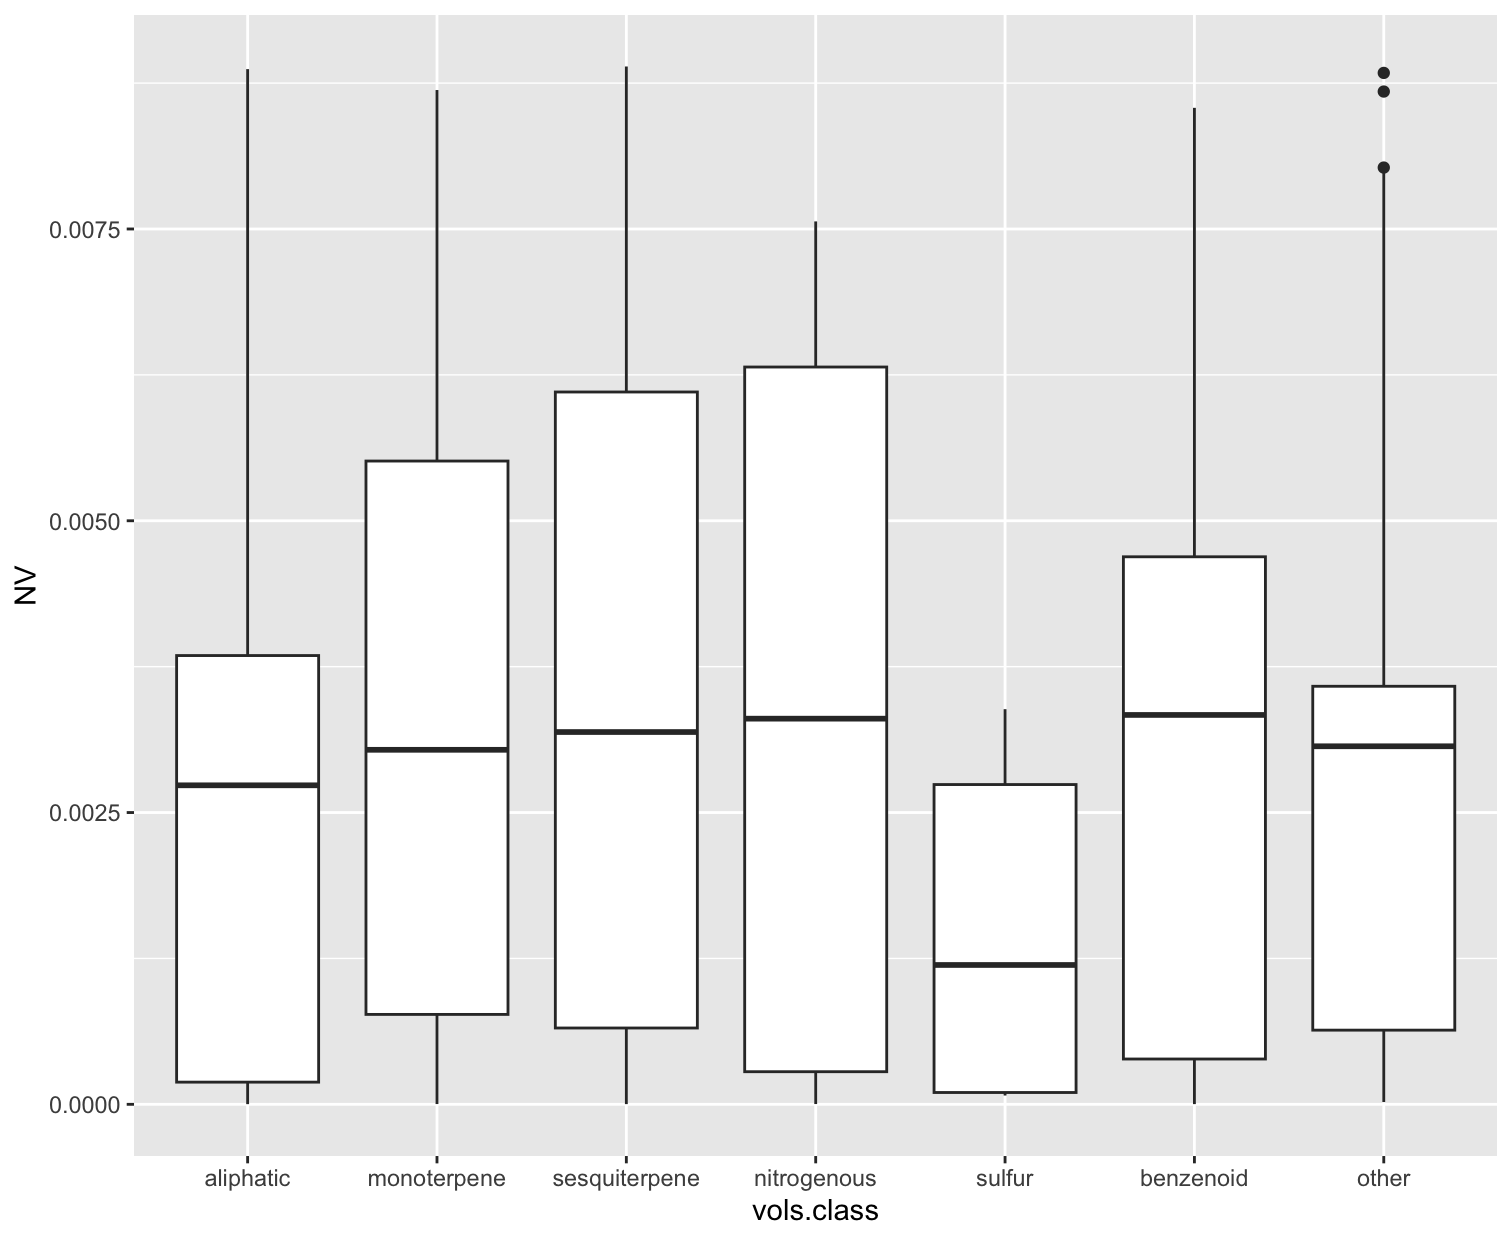 0.0075
0.0050
NV
0.0025
0.0000
aliphatic monoterpene sesquiterpene nitrogenous sulfur benzenoid other
vols.class